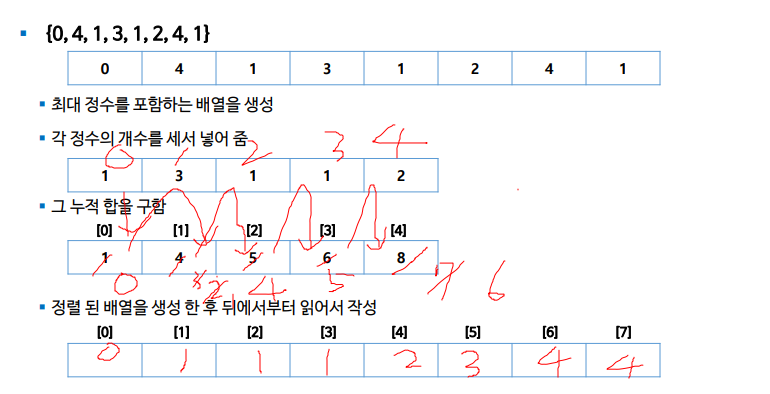 {0, 4, 1, 3, 1, 2, 4, 1}
0 4 1 3 1 2 4 1
최대 정수를 포함하는 배열을 생성
각 정수의 개수를 세서 넣어 줌
0 1 2 3 4
1 3 1 1 2
그 누적 합을 구함
[0] [1] [2] [3] [4]
1 4 5 6 8
0 3 2 4 5 7 6
정렬 된 배열을 생성 한 후 뒤에서부터 읽어서 작성
[0] [1] [2] [3] [4] [5] [6] [7]
0 1 1 1 2 3 4 4